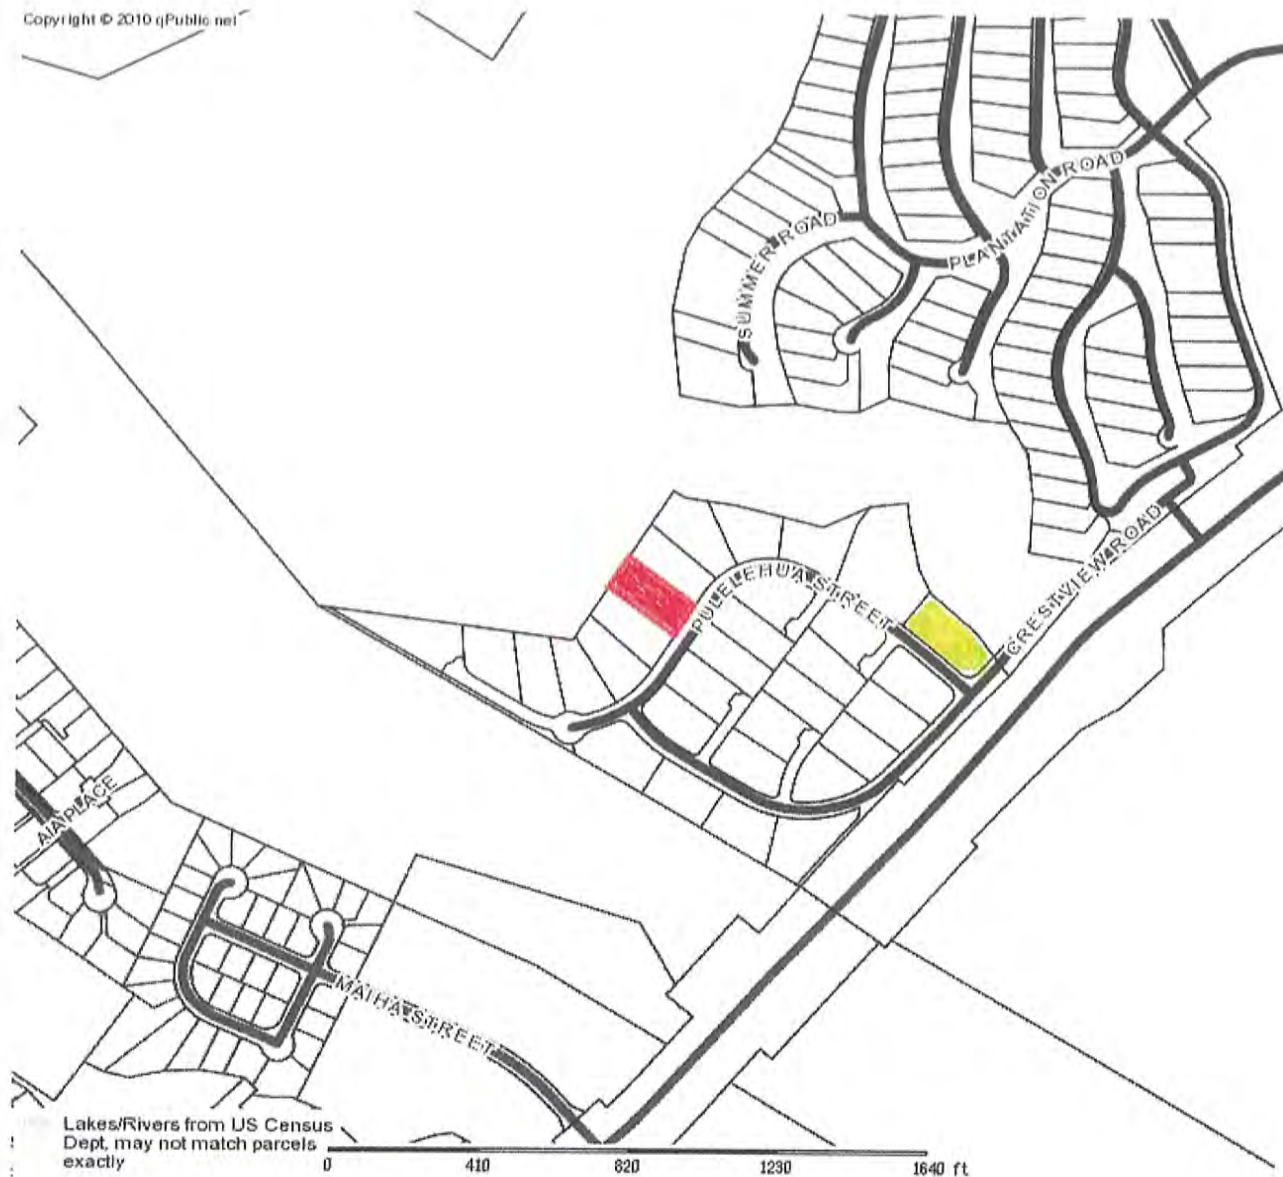 Copyright © 2010 qPublic.net
PLANTATION ROAD
SUMMER ROAD
PULELEHUA STREET
CRESTVIEW ROAD
AIA PLACE
MAIHA STREET
Lakes/Rivers from US Census
Dept, may not match parcels
exactly
0 410 820 1230 1640 ft